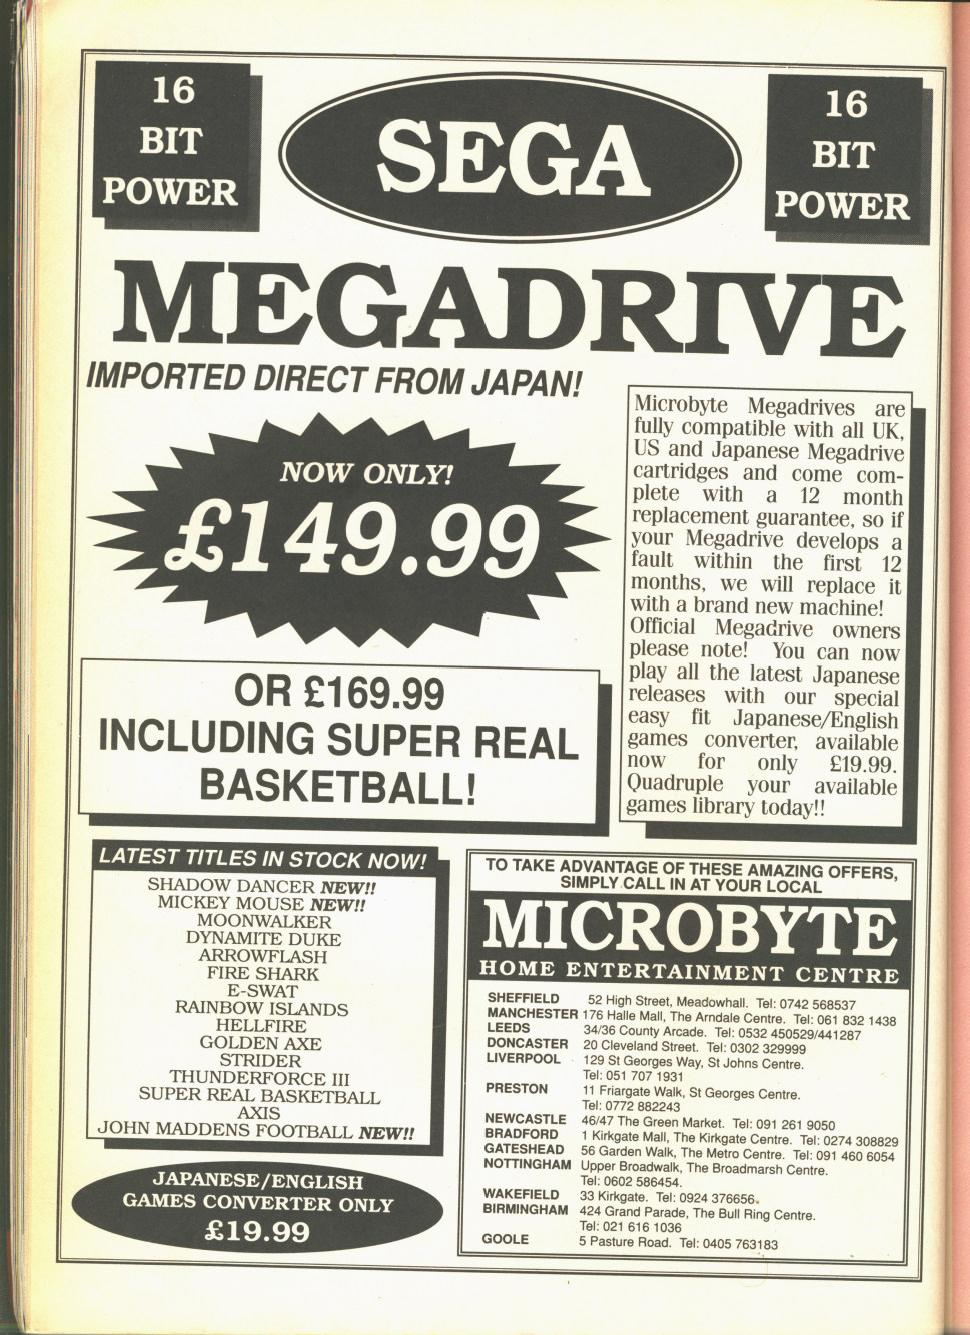 16
BIT
POWER
SEGA
16
BIT
POWER
MEGADRIVE
IMPORTED DIRECT FROM JAPAN!
NOW ONLY!
£149.99
OR £169.99
INCLUDING SUPER REAL
BASKETBALL!
Microbyte Megadrives are
fully compatible with all UK,
US and Japanese Megadrive
cartridges and come com-
plete with a 12 month
replacement guarantee, so if
your Megadrive develops a
fault within the first 12
months, we will replace it
with a brand new machine!
Official Megadrive owners
please note! You can now
play all the latest Japanese
releases with our special
easy fit Japanese/English
games converter, available
now for only £19.99.
Quadruple your available
games library today!!
LATEST TITLES IN STOCK NOW!
SHADOW DANCER NEW!!
MICKEY MOUSE NEW!!
MOONWALKER
DYNAMITE DUKE
ARROWFLASH
FIRE SHARK
E-SWAT
RAINBOW ISLANDS
HELLFIRE
GOLDEN AXE
STRIDER
THUNDERFORCE III
SUPER REAL BASKETBALL
AXIS
JOHN MADDENS FOOTBALL NEW!!
JAPANESE/ENGLISH
GAMES CONVERTER ONLY
£19.99
TO TAKE ADVANTAGE OF THESE AMAZING OFFERS,
SIMPLY CALL IN AT YOUR LOCAL
MICROBYTE
HOME ENTERTAINMENT CENTRE
SHEFFIELD 52 High Street, Meadowhall. Tel: 0742 568537
MANCHESTER 176 Halle Mall, The Arndale Centre. Tel: 061 832 1438
LEEDS 34/36 County Arcade. Tel: 0532 450529/441287
DONCASTER 20 Cleveland Street. Tel: 0302 329999
LIVERPOOL 129 St Georges Way, St Johns Centre.
Tel: 051 707 1931
PRESTON 11 Friargate Walk, St Georges Centre.
Tel: 0772 882243
NEWCASTLE 46/47 The Green Market. Tel: 091 261 9050
BRADFORD 1 Kirkgate Mall, The Kirkgate Centre. Tel: 0274 308829
GATESHEAD 56 Garden Walk, The Metro Centre. Tel: 091 460 6054
NOTTINGHAM Upper Broadwalk, The Broadmarsh Centre.
Tel: 0602 586454.
WAKEFIELD 33 Kirkgate. Tel: 0924 376656.
BIRMINGHAM 424 Grand Parade, The Bull Ring Centre.
Tel: 021 616 1036
GOOLE 5 Pasture Road. Tel: 0405 763183